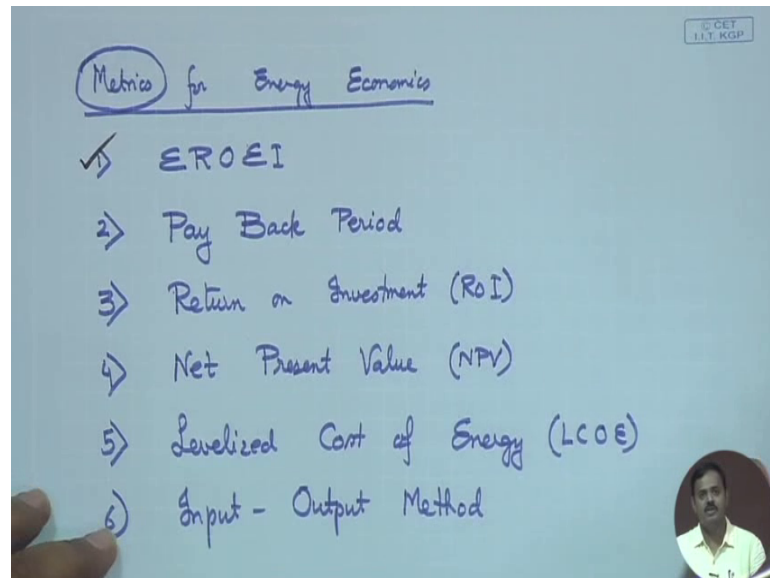 © CET
I.I.T. KGP
Metrics for Energy Economics
1> EROEI
2> Pay Back Period
3> Return on Investment (RoI)
4> Net Present Value (NPV)
5> Levelized Cost of Energy (LCOE)
6) Input - Output Method